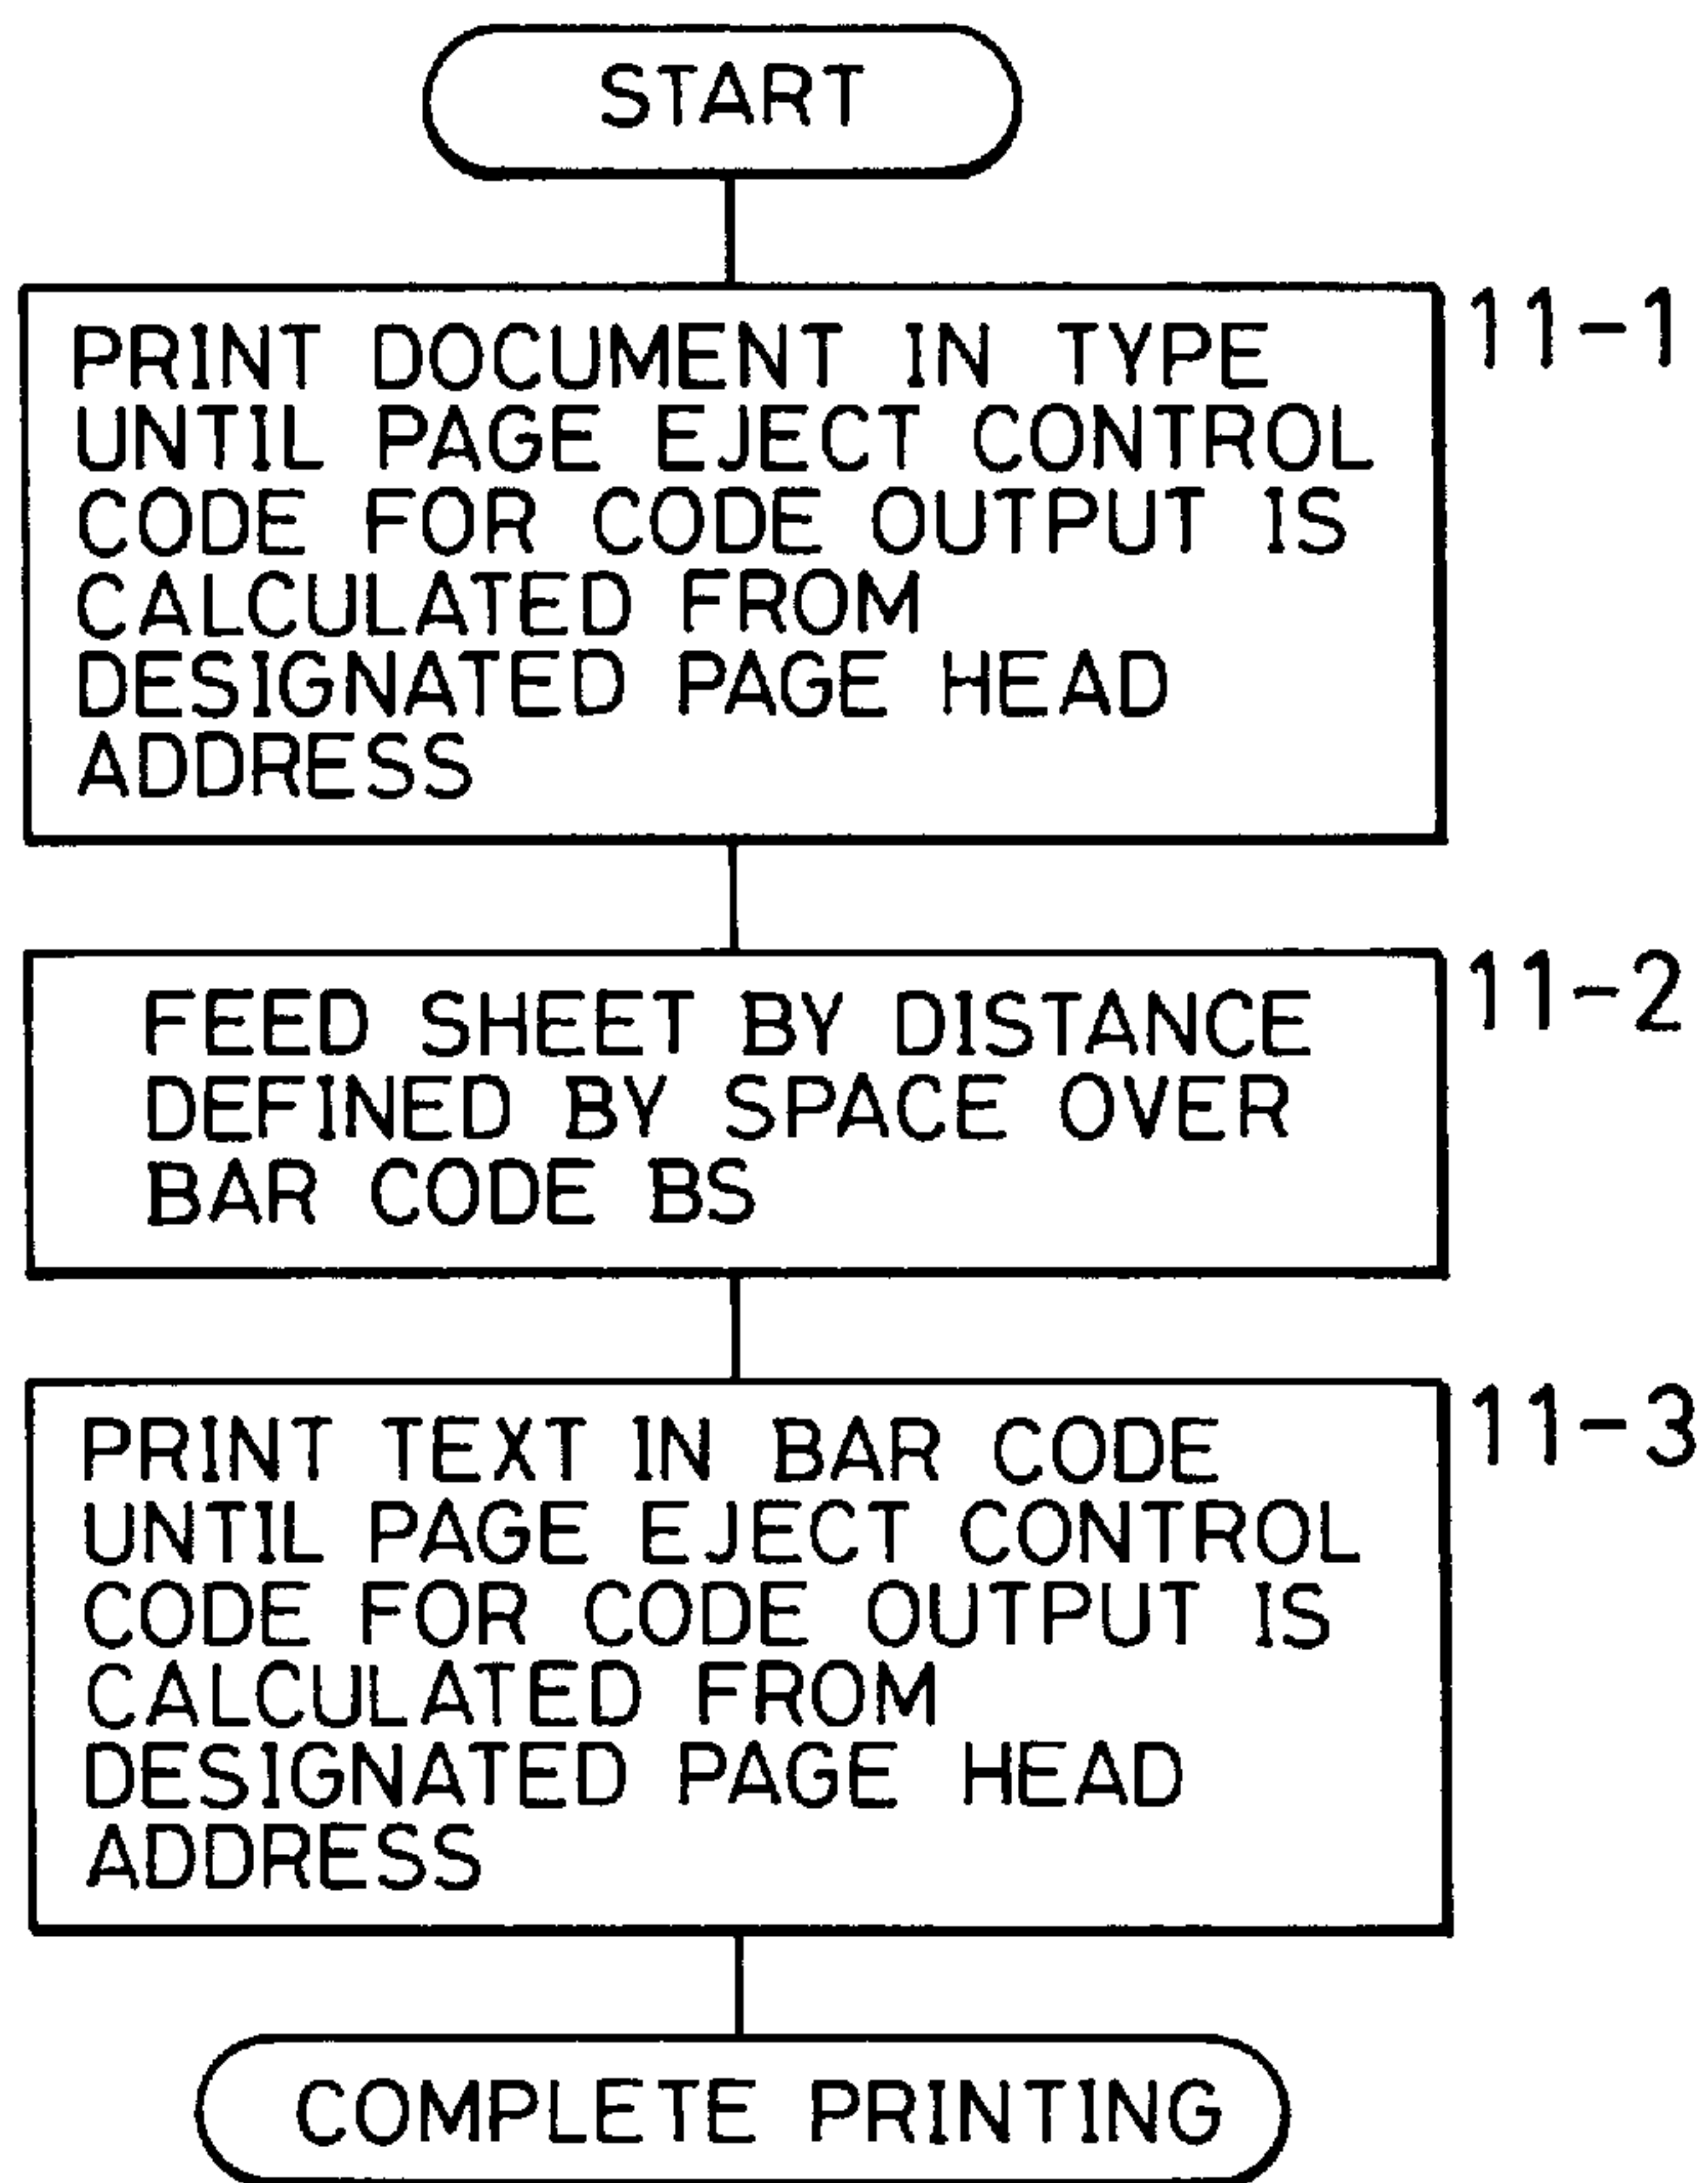 START
11-1
PRINT DOCUMENT IN TYPE
UNTIL PAGE EJECT CONTROL
CODE FOR CODE OUTPUT IS
CALCULATED FROM
DESIGNATED PAGE HEAD
ADDRESS
11-2
FEED SHEET BY DISTANCE
DEFINED BY SPACE OVER
BAR CODE BS
11-3
PRINT TEXT IN BAR CODE
UNTIL PAGE EJECT CONTROL
CODE FOR CODE OUTPUT IS
CALCULATED FROM
DESIGNATED PAGE HEAD
ADDRESS
COMPLETE PRINTING